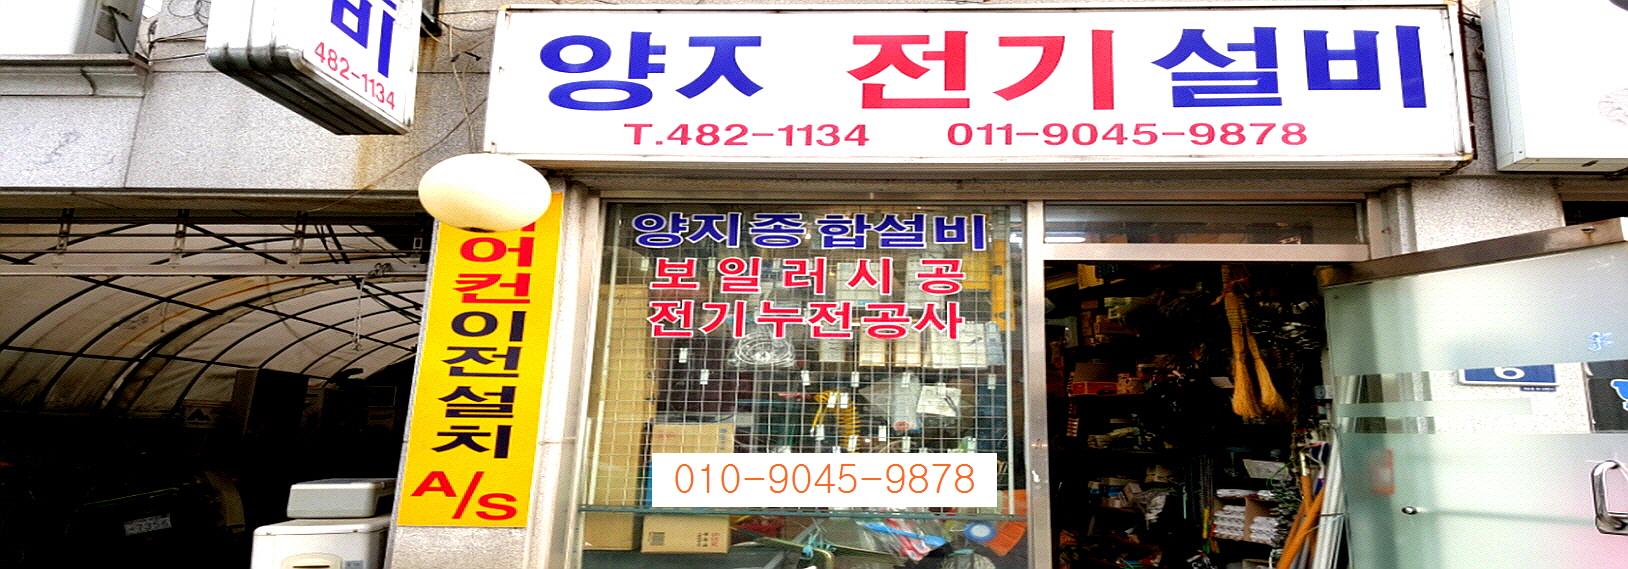 비
482-1134
양지 전기설비
T.482-1134 011-9045-9878
양지종합설비
보일러시공
전기누전공사
010-9045-9878
에어컨이전설치
A/S
6